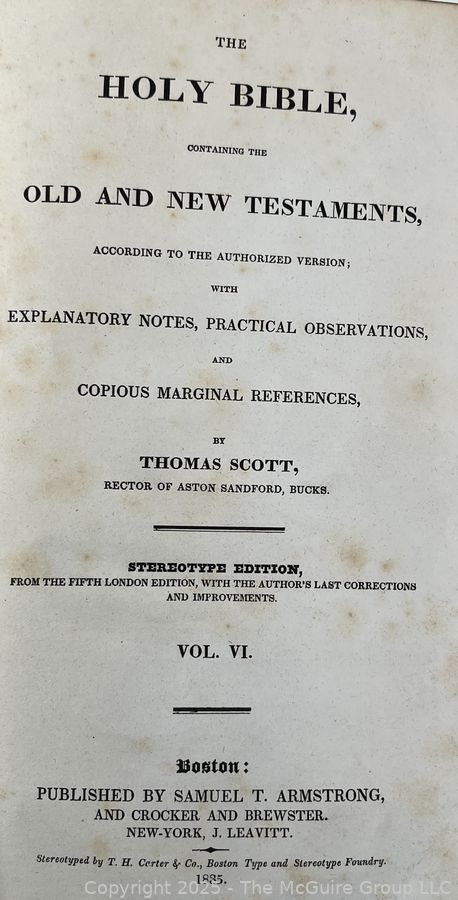 THE
HOLY BIBLE,
CONTAINING THE
OLD AND NEW TESTAMENTS,
ACCORDING TO THE AUTHORIZED VERSION;
WITH
EXPLANATORY NOTES, PRACTICAL OBSERVATIONS,
AND
COPIOUS MARGINAL REFERENCES,
BY
THOMAS SCOTT,
RECTOR OF ASTON SANDFORD, BUCKS.
STEREOTYPE EDITION,
FROM THE FIFTH LONDON EDITION, WITH THE AUTHOR'S LAST CORRECTIONS
AND IMPROVEMENTS.
VOL. VI.
Boston:
PUBLISHED BY SAMUEL T. ARMSTRONG,
AND CROCKER AND BREWSTER.
NEW-YORK, J. LEAVITT.
Stereotyped by T. H. Carter & Co., Boston Type and Stereotype Foundry.
1835.
Copyright 2025 - The McGuire Group LLC